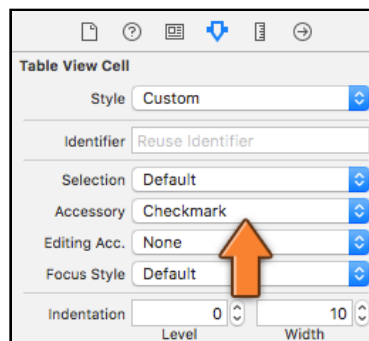 Table View Cell
Style Custom
Identifier Reuse Identifier
Selection Default
Accessory Checkmark
Editing Acc. None
Focus Style Default
Indentation 0 10
Level Width